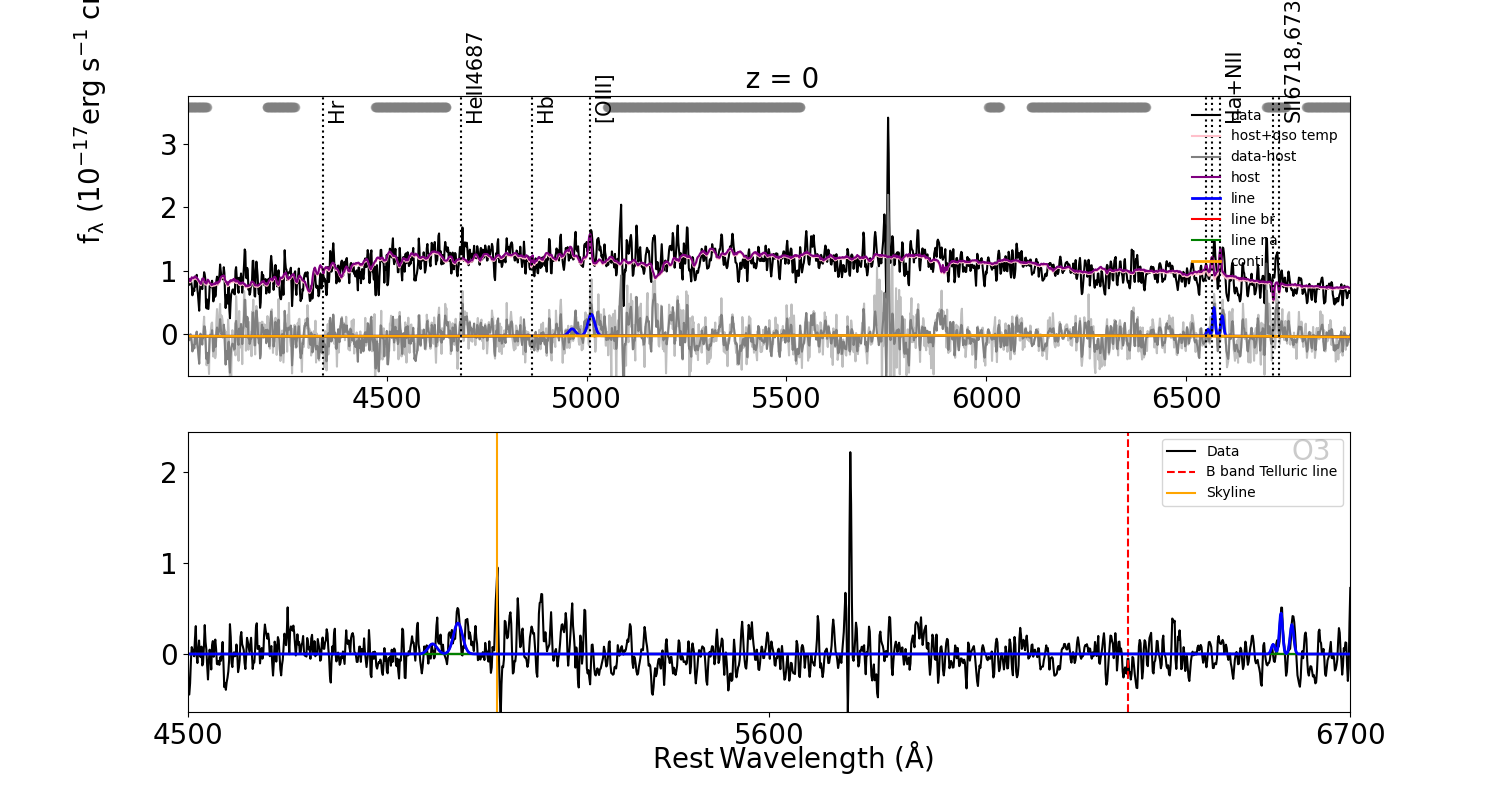 z = 0
Hr
HeII4687
Hb
[OIII]
Ha+NII
SII6718,673
f_λ (10⁻¹⁷erg s⁻¹ c
3
2
1
0
data
host+qso temp
data-host
host
line
line br
line na
conti
4500
5000
5500
6000
6500
O3
Data
B band Telluric line
Skyline
2
1
0
4500
5600
6700
Rest Wavelength (Å)